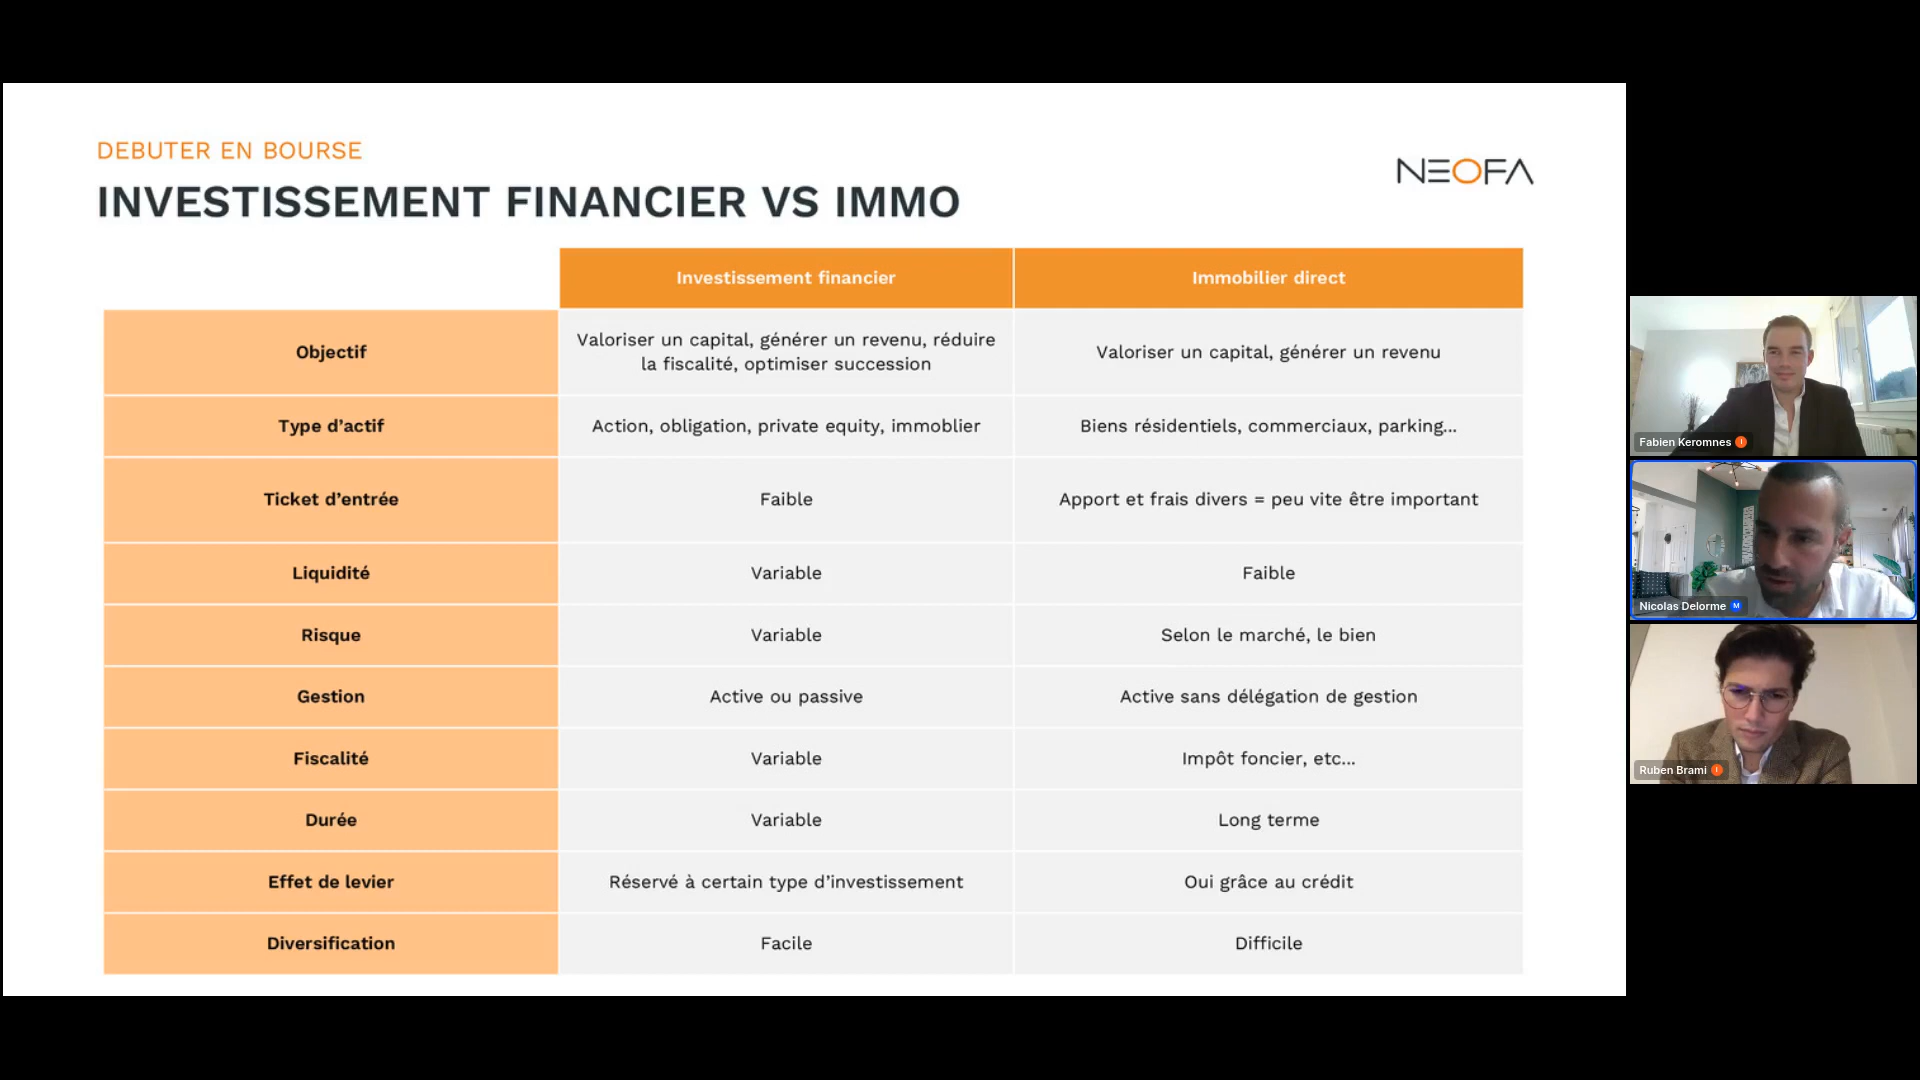 DEBUTER EN BOURSE
INVESTISSEMENT FINANCIER VS IMMO
NEOFA
Investissement financier
Immobilier direct
Objectif
Valoriser un capital, générer un revenu, réduire
la fiscalité, optimiser succession
Valoriser un capital, générer un revenu
Type d'actif
Action, obligation, private equity, immoblier
Biens résidentiels, commerciaux, parking...
Ticket d'entrée
Faible
Apport et frais divers = peu vite être important
Liquidité
Variable
Faible
Risque
Variable
Selon le marché, le bien
Gestion
Active ou passive
Active sans délégation de gestion
Fiscalité
Variable
Impôt foncier, etc...
Durée
Variable
Long terme
Effet de levier
Réservé à certain type d'investissement
Oui grâce au crédit
Diversification
Facile
Difficile
Fabien Keromnes I
Nicolas Delorme M
Ruben Brami I